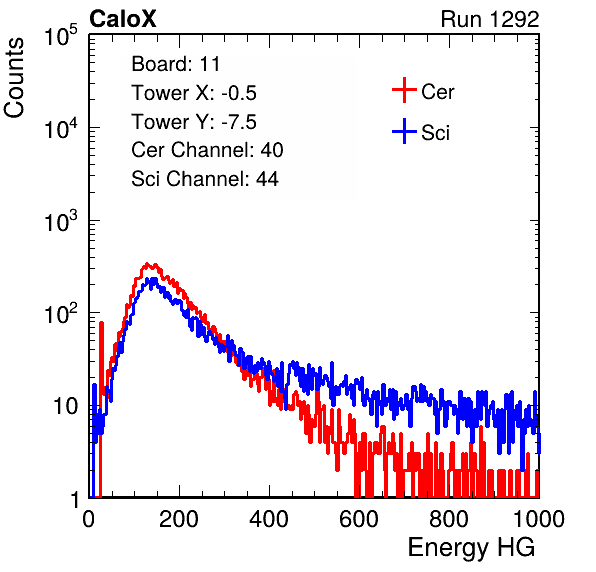 CaloX Run 1292
Counts
10^5
10^4
10^3
10^2
10
1
Board: 11
Tower X: -0.5
Tower Y: -7.5
Cer Channel: 40
Sci Channel: 44
Cer
Sci
0 200 400 600 800 1000
Energy HG